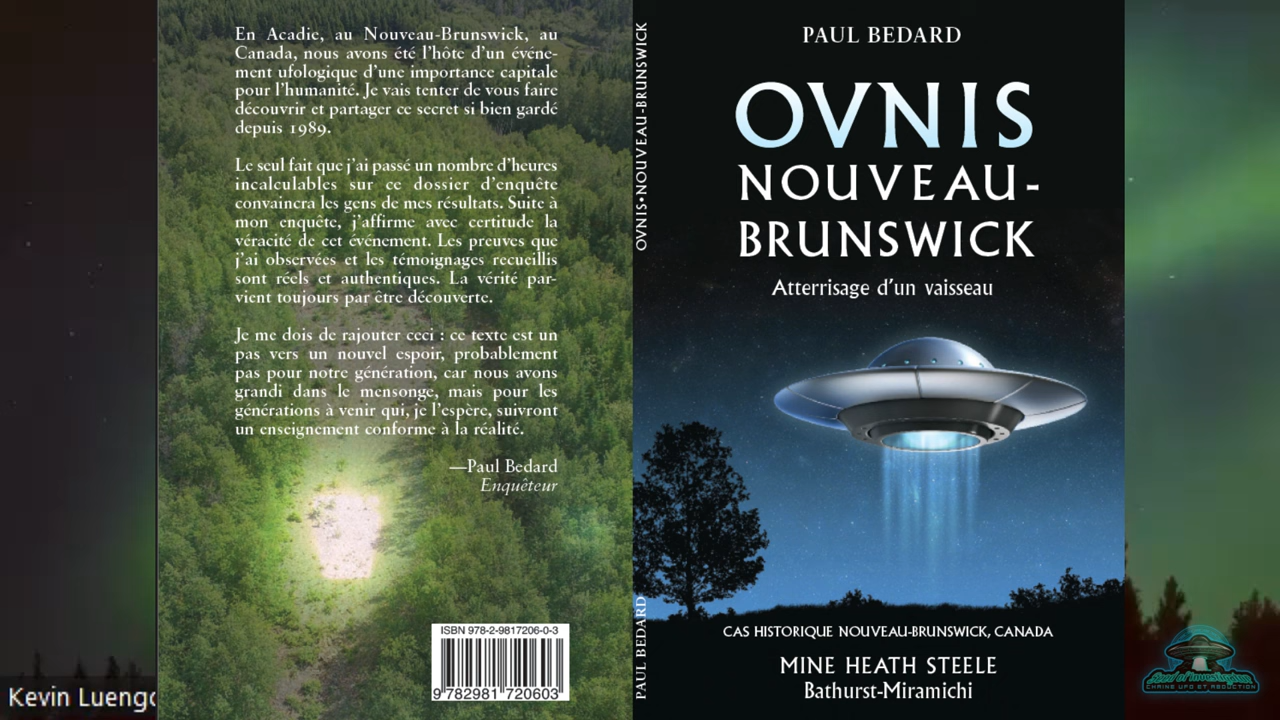 En Acadie, au Nouveau-Brunswick, au
Canada, nous avons été l'hôte d'un événe-
ment ufologique d'une importance capitale
pour l'humanité. Je vais tenter de vous faire
découvrir et partager ce secret si bien gardé
depuis 1989.
Le seul fait que j'ai passé un nombre d'heures
incalculables sur ce dossier d'enquête
convaincra les gens de mes résultats. Suite à
mon enquête, j'affirme avec certitude la
véracité de cet événement. Les preuves que
j'ai observées et les témoignages recueillis
sont réels et authentiques. La vérité par-
vient toujours par être découverte.
Je me dois de rajouter ceci : ce texte est un
pas vers un nouvel espoir, probablement
pas pour notre génération, car nous avons
grandi dans le mensonge, mais pour les
générations à venir qui, je l'espère, suivront
un enseignement conforme à la réalité.
—Paul Bedard
Enquêteur
ISBN 978-2-9817206-0-3
9 782981 720603
OVNIS•NOUVEAU-BRUNSWICK
PAUL BEDARD
PAUL BEDARD
OVNIS
NOUVEAU-
BRUNSWICK
Atterrisage d'un vaisseau
CAS HISTORIQUE NOUVEAU-BRUNSWICK, CANADA
MINE HEATH STEELE
Bathurst-Miramichi
Kevin Luengo
CHAINE UFO ET ABDUCTION